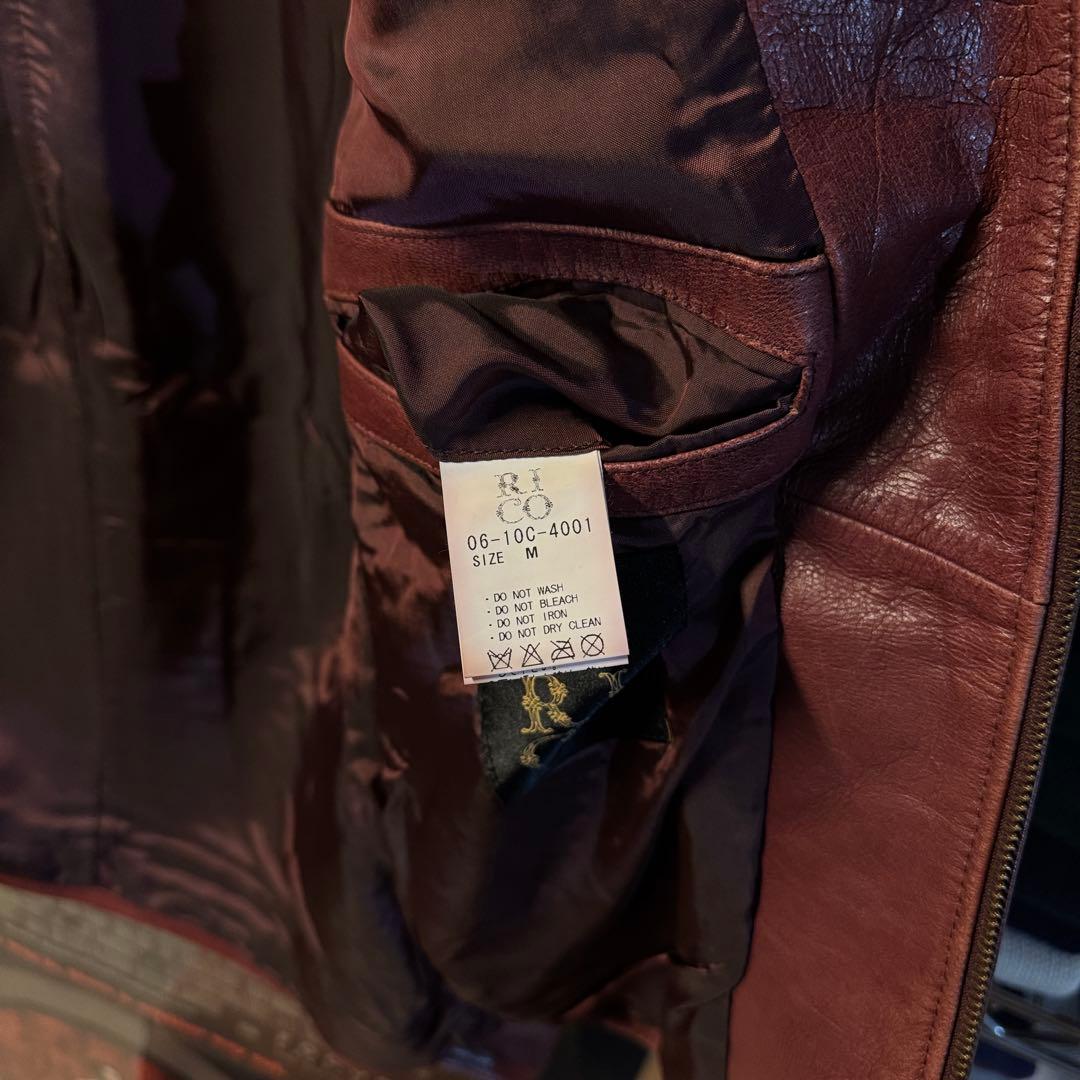 RI
CO
06-10C-4001
SIZE M
・DO NOT WASH
・DO NOT BLEACH
・DO NOT IRON
・DO NOT DRY CLEAN
R